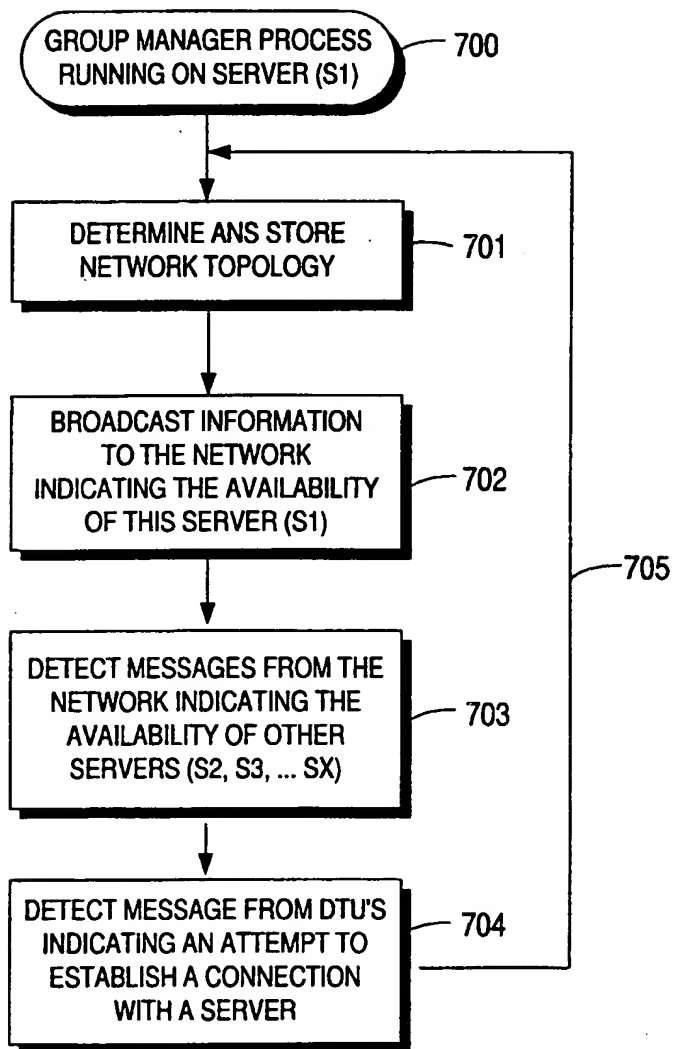 GROUP MANAGER PROCESS
RUNNING ON SERVER (S1)
700
DETERMINE ANS STORE
NETWORK TOPOLOGY
701
BROADCAST INFORMATION
TO THE NETWORK
INDICATING THE AVAILABILITY
OF THIS SERVER (S1)
702
705
DETECT MESSAGES FROM THE
NETWORK INDICATING THE
AVAILABILITY OF OTHER
SERVERS (S2, S3, ... SX)
703
DETECT MESSAGE FROM DTU'S
INDICATING AN ATTEMPT TO
ESTABLISH A CONNECTION
WITH A SERVER
704